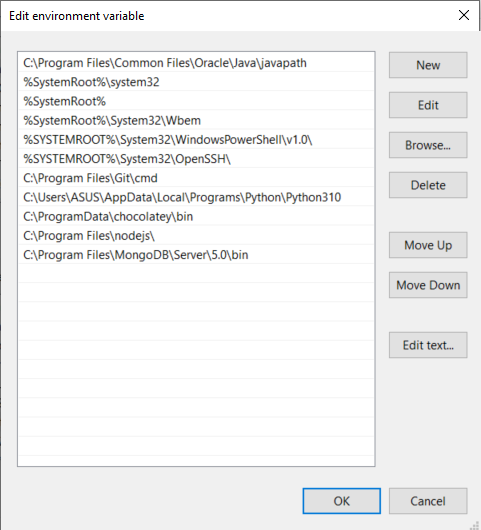 Edit environment variable
C:\Program Files\Common Files\Oracle\Java\javapath
%SystemRoot%\system32
%SystemRoot%
%SystemRoot%\System32\Wbem
%SYSTEMROOT%\System32\WindowsPowerShell\v1.0\
%SYSTEMROOT%\System32\OpenSSH\
C:\Program Files\Git\cmd
C:\Users\ASUS\AppData\Local\Programs\Python\Python310
C:\ProgramData\chocolatey\bin
C:\Program Files\nodejs\
C:\Program Files\MongoDB\Server\5.0\bin
New
Edit
Browse...
Delete
Move Up
Move Down
Edit text...
OK
Cancel